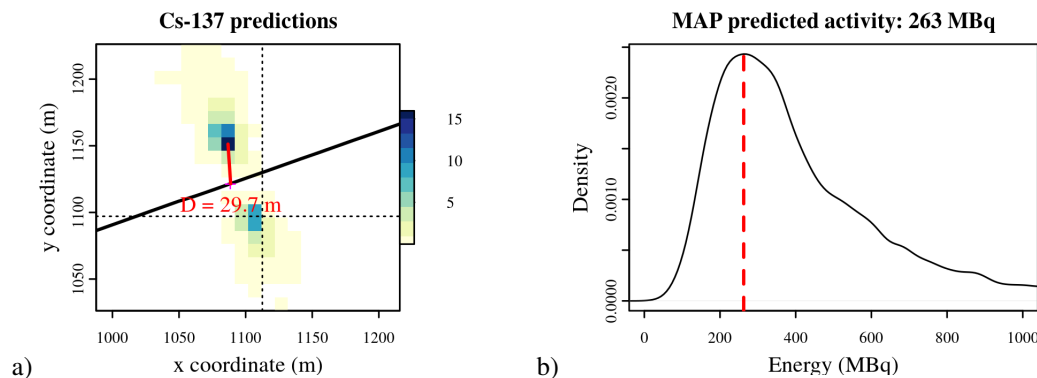 Cs-137 predictions
1200
1150
1100
1050
y coordinate (m)
D = 29.7 m
15
10
5
1000
1050
1100
1150
1200
x coordinate (m)
a)
MAP predicted activity: 263 MBq
0.0020
0.0010
0.0000
Density
0
200
400
600
800
1000
Energy (MBq)
b)